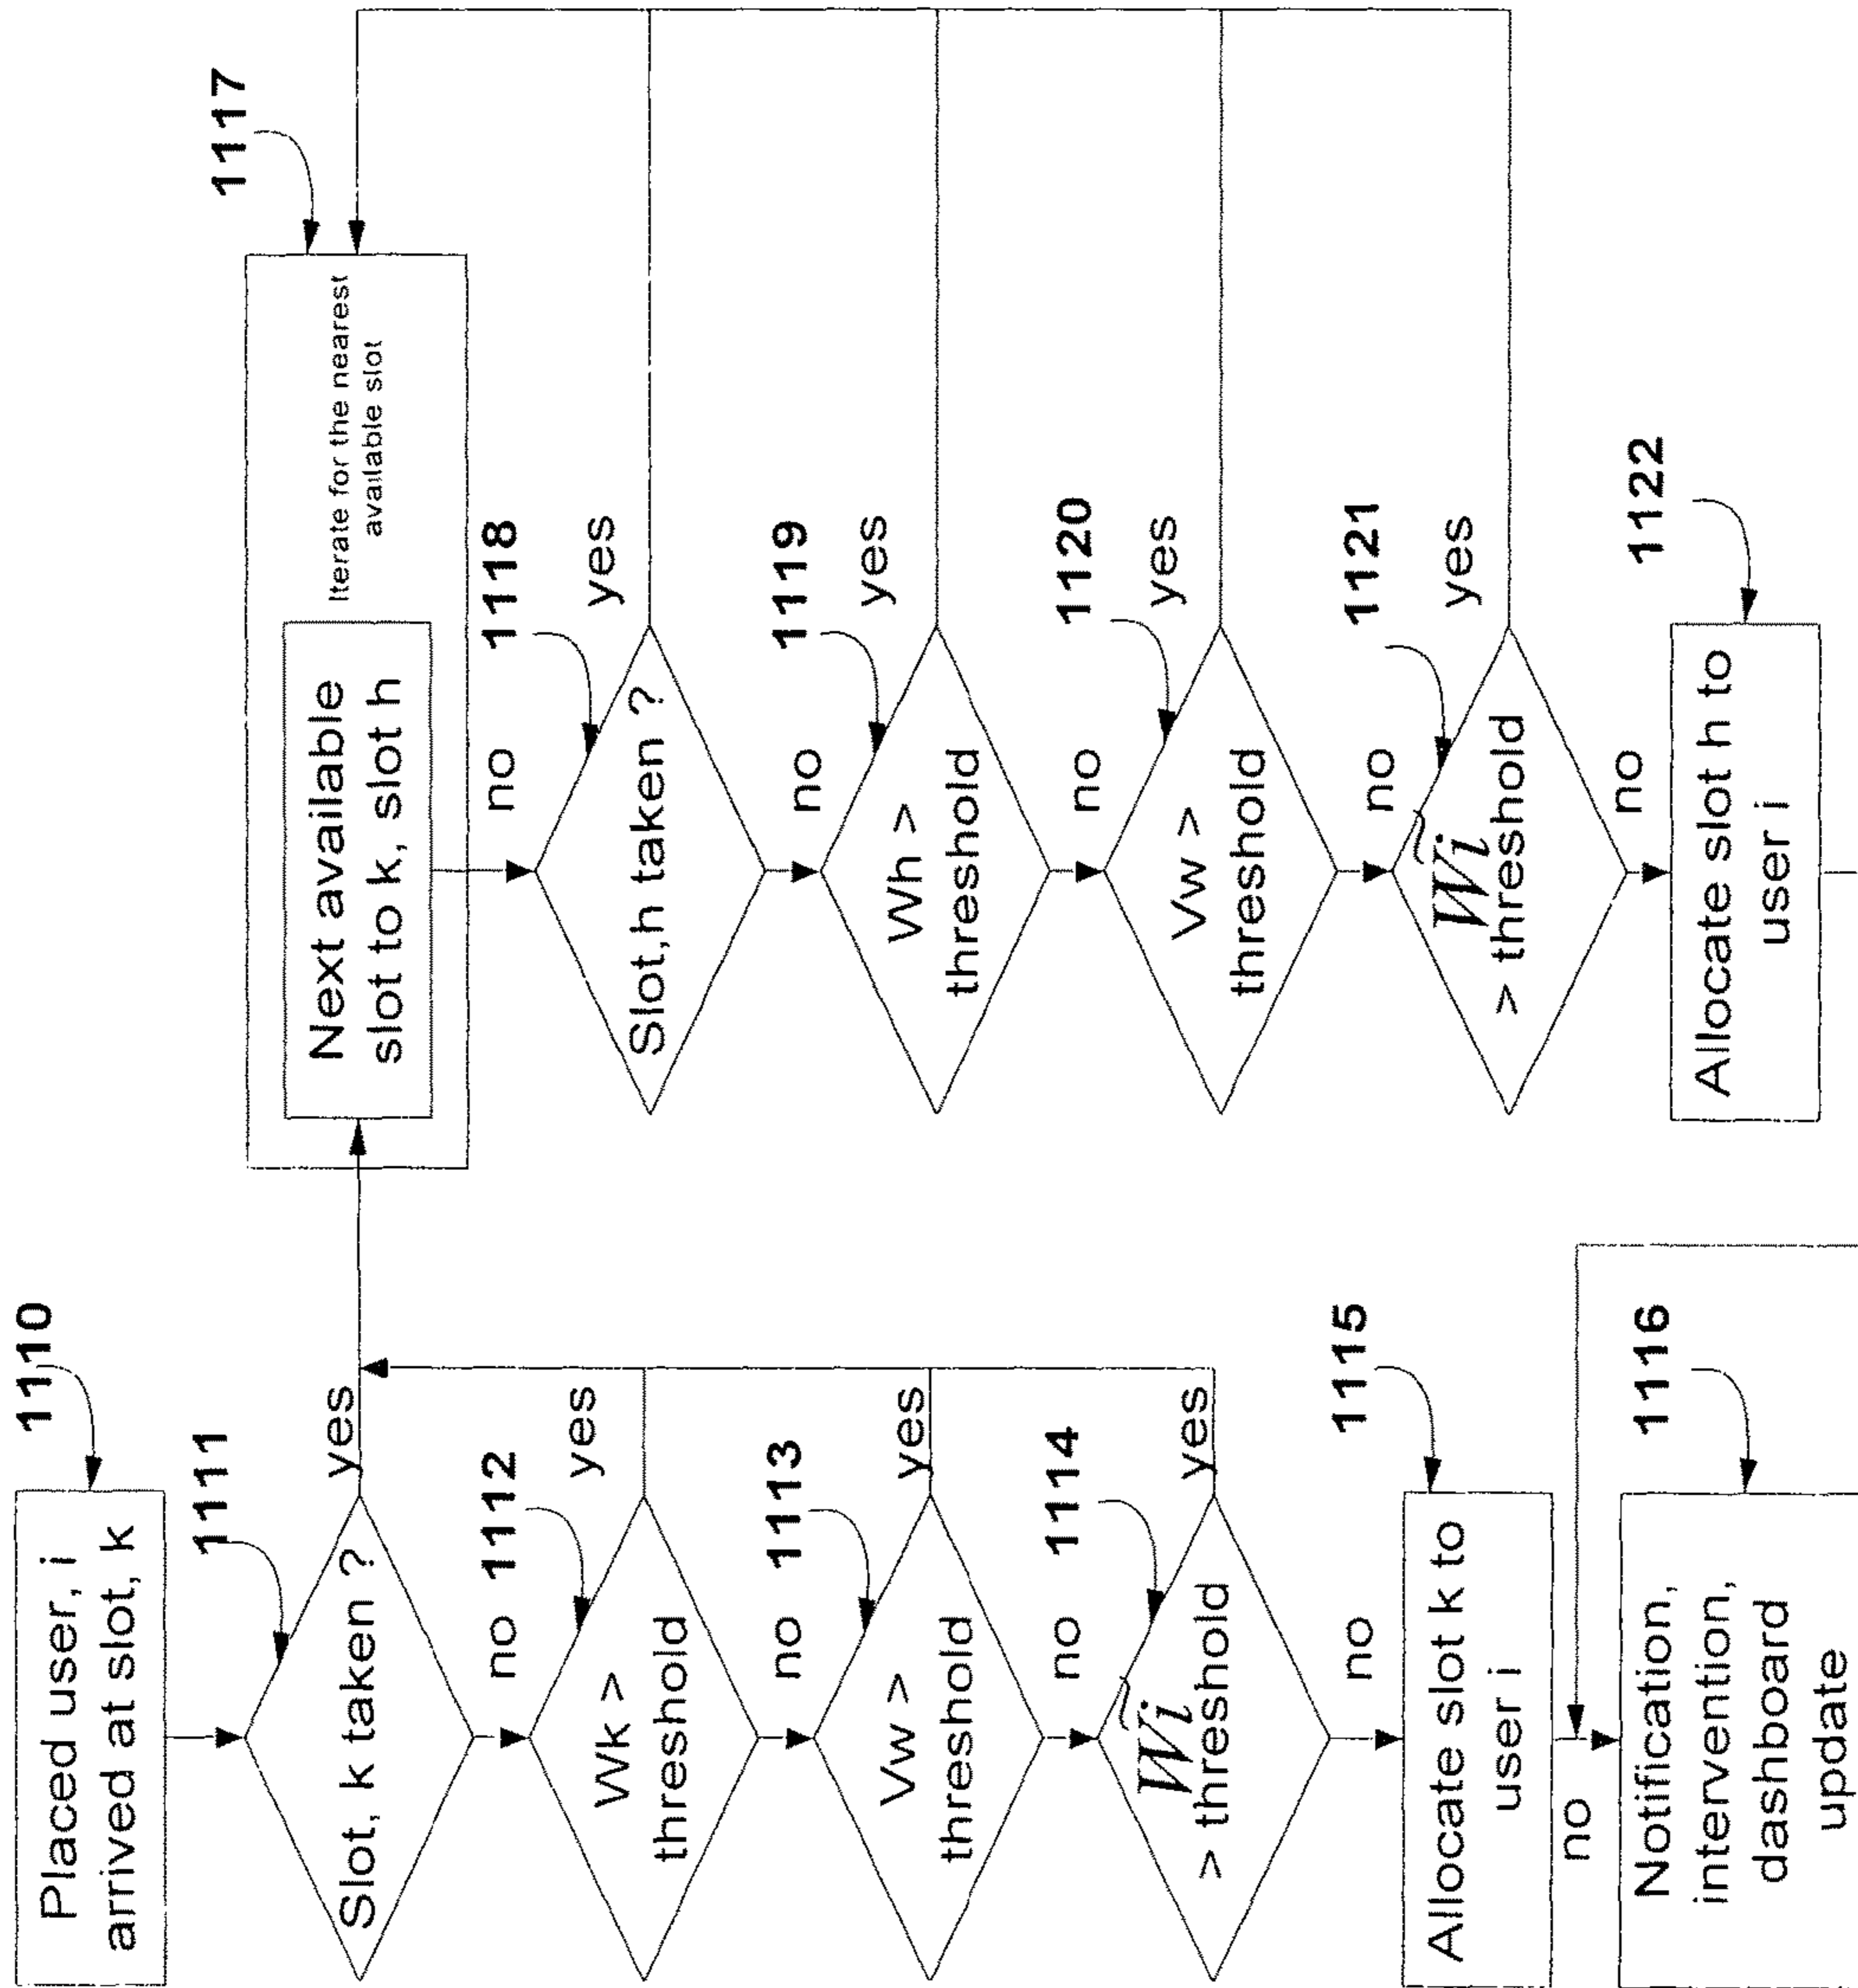 1110
Placed user, i
arrived at slot, k
1111
Slot, k taken ?
yes
no
1112
Wk >
threshold
yes
no
1113
Vw >
threshold
yes
no
1114
W̃i
> threshold
yes
no
1115
Allocate slot k to
user i
no
1116
Notification,
intervention,
dashboard
update
1117
Iterate for the nearest
available slot
Next available
slot to k, slot h
no
1118
Slot,h taken ?
yes
no
1119
Wh >
threshold
yes
no
1120
Vw >
threshold
yes
no
1121
W̃i
> threshold
yes
no
1122
Allocate slot h to
user i